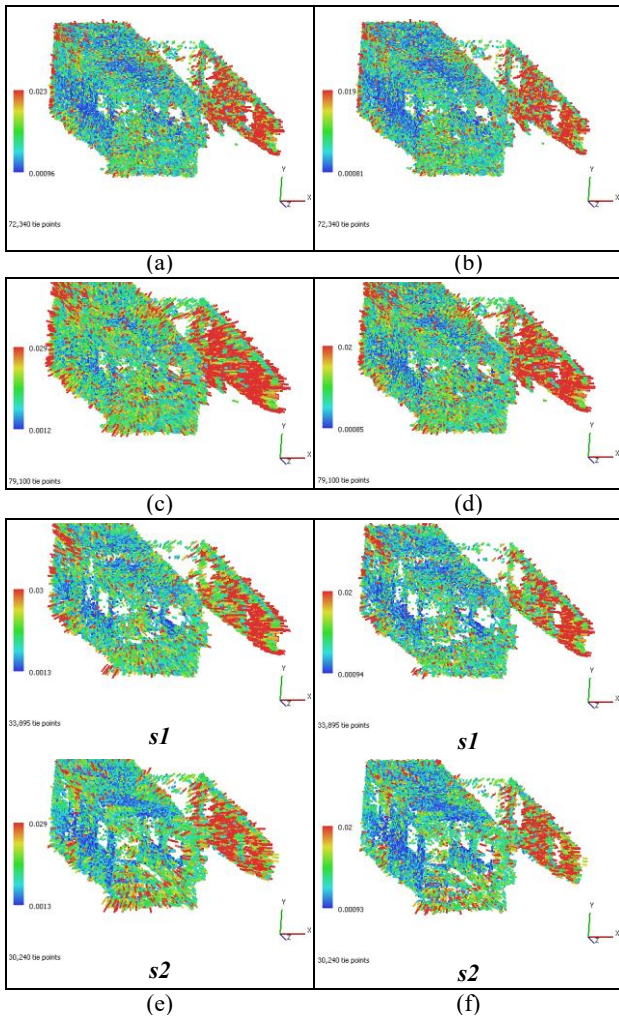 0.023
0.00096
72,340 tie points
Y
X
Z
(a)
0.019
0.00081
72,340 tie points
Y
X
Z
(b)
0.029
0.0012
79,100 tie points
Y
X
Z
(c)
0.02
0.00085
79,100 tie points
Y
X
Z
(d)
0.03
0.0013
33,895 tie points
Y
X
Z
s1
0.02
0.00094
33,895 tie points
Y
X
Z
s1
0.029
0.0013
30,240 tie points
Y
X
Z
s2
(e)
0.02
0.00093
30,240 tie points
Y
X
Z
s2
(f)